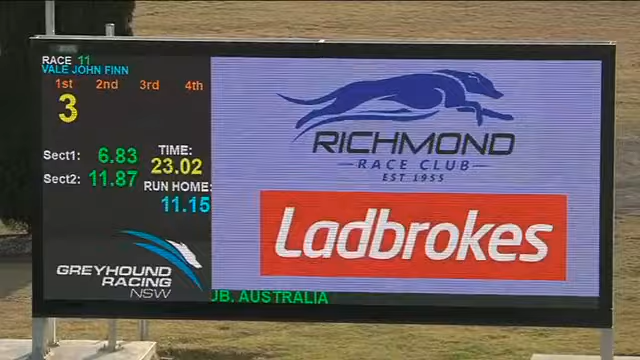 RACE 11
VALE JOHN FINN
1st 2nd 3rd 4th
3
Sect1: 6.83
Sect2: 11.87
TIME:
23.02
RUN HOME:
11.15
GREYHOUND
RACING
NSW
RICHMOND
RACE CLUB
EST 1955
Ladbrokes
UB. AUSTRALIA